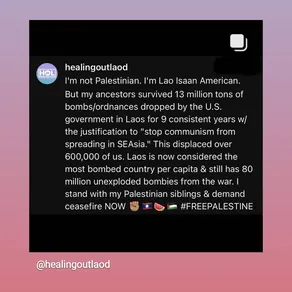 HOL
healingoutlaod
I'm not Palestinian. I'm Lao Isaan American.
But my ancestors survived 13 million tons of
bombs/ordnances dropped by the U.S.
government in Laos for 9 consistent years w/
the justification to "stop communism from
spreading in SEAsia." This displaced over
600,000 of us. Laos is now considered the
most bombed country per capita & still has 80
million unexploded bombies from the war. I
stand with my Palestinian siblings & demand
ceasefire NOW ✊🏽 🇱🇦 🍉 🇵🇸 #FREEPALESTINE
@healingoutlaod